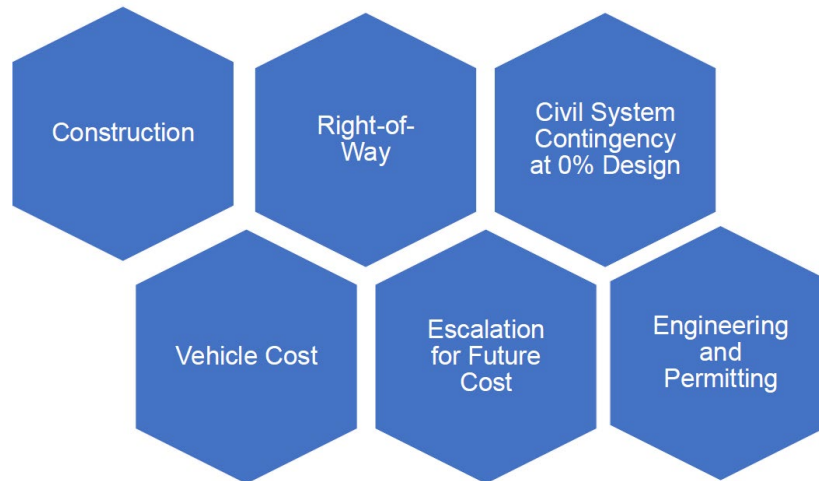 Construction
Right-of-
Way
Civil System
Contingency
at 0% Design
Vehicle Cost
Escalation
for Future
Cost
Engineering
and
Permitting